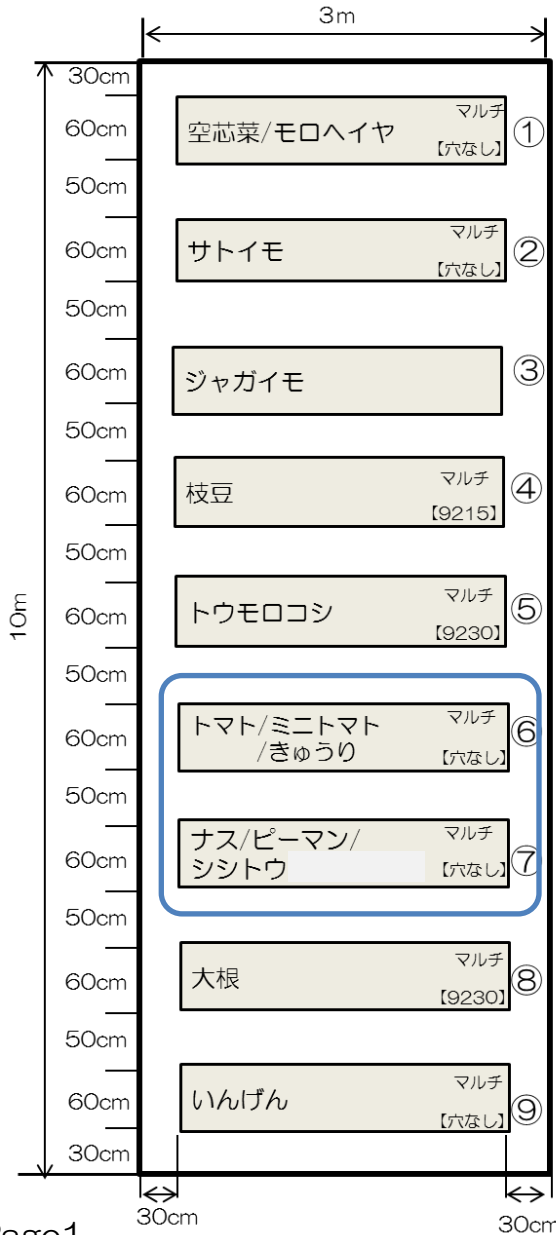 3m
30cm
60cm
空芯菜/モロヘイヤ
マルチ
【穴なし】
①
50cm
60cm
サトイモ
マルチ
【穴なし】
②
50cm
60cm
ジャガイモ
③
50cm
60cm
枝豆
マルチ
【9215】
④
50cm
10m
60cm
トウモロコシ
マルチ
【9230】
⑤
50cm
60cm
トマト/ミニトマト
/きゅうり
マルチ
【穴なし】
⑥
50cm
60cm
ナス/ピーマン/
シシトウ
マルチ
【穴なし】
⑦
50cm
60cm
大根
マルチ
【9230】
⑧
50cm
60cm
いんげん
マルチ
【穴なし】
⑨
30cm
30cm
30cm